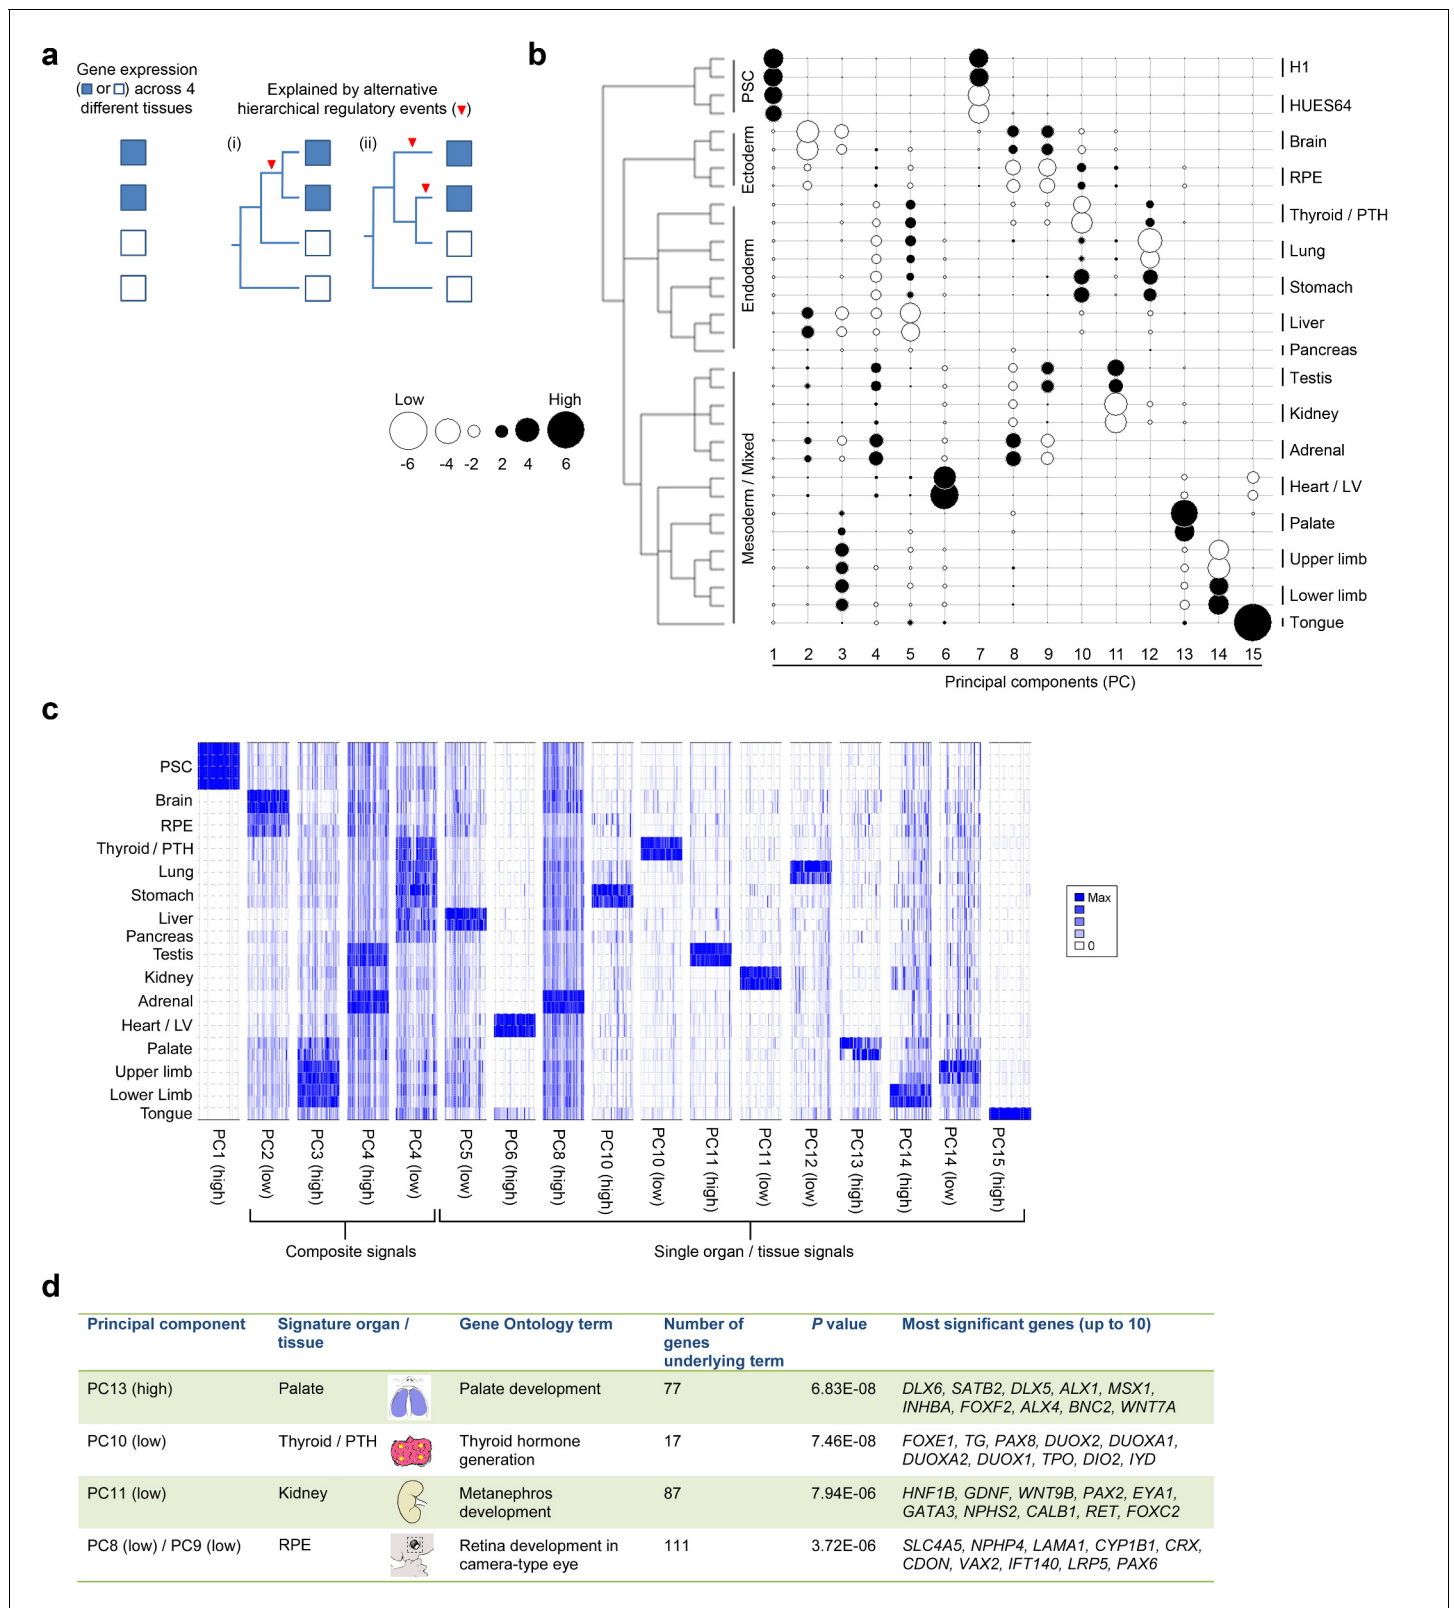 a
Gene expression
(■ or □) across 4
different tissues
Explained by alternative
hierarchical regulatory events (▼)
(i)
(ii)
Low
High
-6
-4
-2
2
4
6
b
PSC
Ectoderm
Endoderm
Mesoderm / Mixed
H1
HUES64
Brain
RPE
Thyroid / PTH
Lung
Stomach
Liver
Pancreas
Testis
Kidney
Adrenal
Heart / LV
Palate
Upper limb
Lower limb
Tongue
1 2 3 4 5 6 7 8 9 10 11 12 13 14 15
Principal components (PC)
c
PSC
Brain
RPE
Thyroid / PTH
Lung
Stomach
Liver
Pancreas
Testis
Kidney
Adrenal
Heart / LV
Palate
Upper limb
Lower Limb
Tongue
Max
0
PC1 (high)
PC2 (low)
PC3 (high)
PC4 (high)
PC4 (low)
PC5 (low)
PC6 (high)
PC8 (high)
PC10 (high)
PC10 (low)
PC11 (high)
PC11 (low)
PC12 (low)
PC13 (high)
PC14 (high)
PC14 (low)
PC15 (high)
Composite signals
Single organ / tissue signals
d
Principal component
Signature organ /
tissue
Gene Ontology term
Number of
genes
underlying term
P value
Most significant genes (up to 10)
PC13 (high)
Palate
Palate development
77
6.83E-08
DLX6, SATB2, DLX5, ALX1, MSX1,
INHBA, FOXF2, ALX4, BNC2, WNT7A
PC10 (low)
Thyroid / PTH
Thyroid hormone
generation
17
7.46E-08
FOXE1, TG, PAX8, DUOX2, DUOXA1,
DUOXA2, DUOX1, TPO, DIO2, IYD
PC11 (low)
Kidney
Metanephros
development
87
7.94E-06
HNF1B, GDNF, WNT9B, PAX2, EYA1,
GATA3, NPHS2, CALB1, RET, FOXC2
PC8 (low) / PC9 (low)
RPE
Retina development in
camera-type eye
111
3.72E-06
SLC4A5, NPHP4, LAMA1, CYP1B1, CRX,
CDON, VAX2, IFT140, LRP5, PAX6